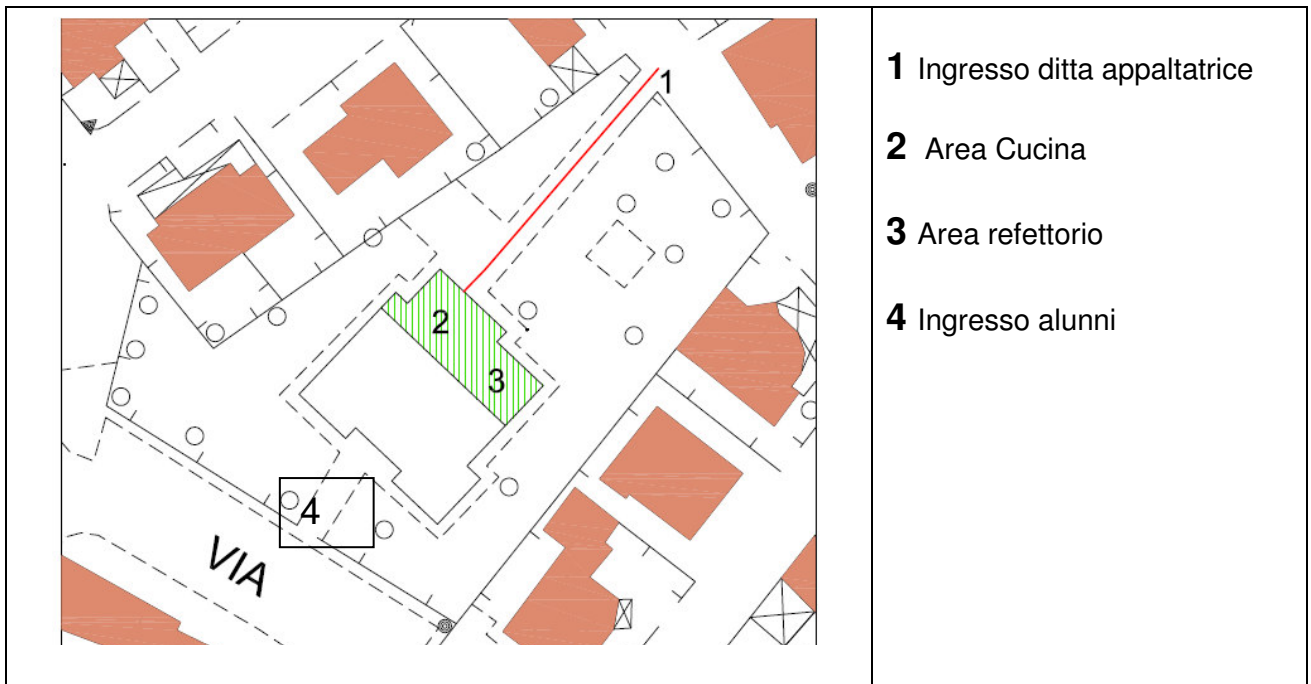 1
2
3
4
VIA
1 Ingresso ditta appaltatrice
2 Area Cucina
3 Area refettorio
4 Ingresso alunni